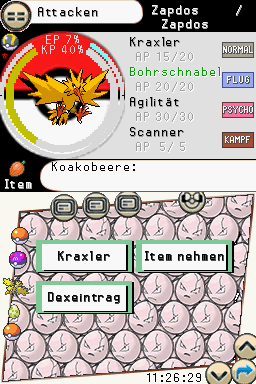 Attacken
Zapdos /
Zapdos
EP 7%
KP 40%
Kraxler
AP 15/20
NORMAL
Bohrschnabel
AP 20/20
FLUG
Agilität
AP 30/30
PSYCHO
Scanner
AP 5/ 5
KAMPF
Item
Koakobeere:
Kraxler
Item nehmen
Dexeintrag
11:26:29